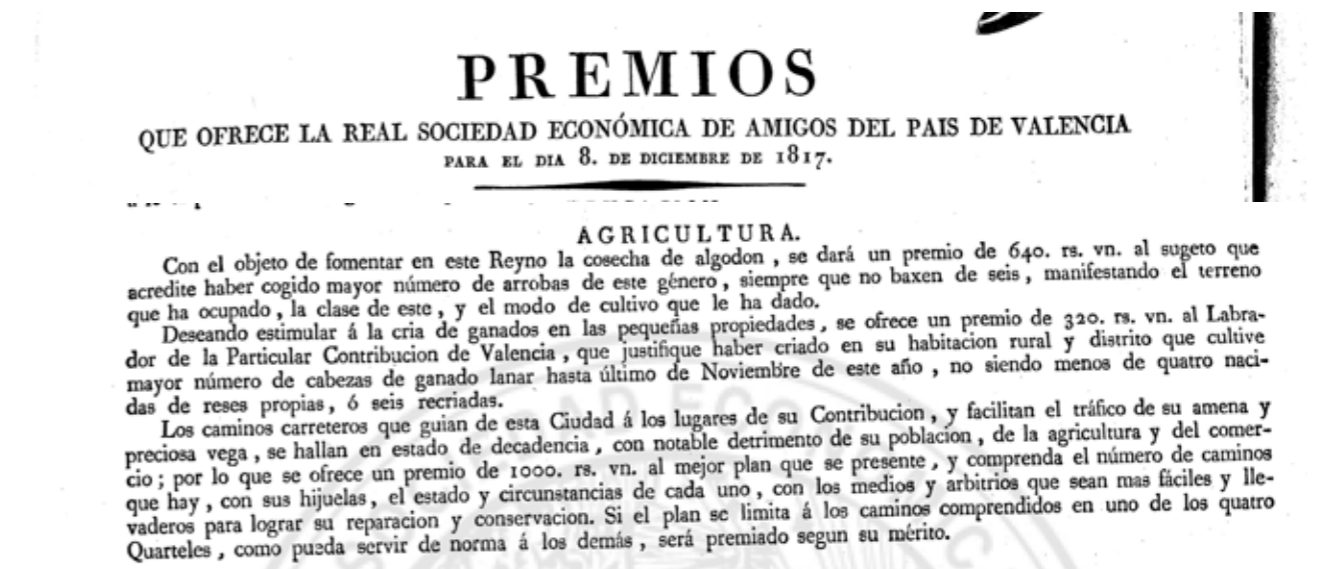 PREMIOS
QUE OFRECE LA REAL SOCIEDAD ECONÓMICA DE AMIGOS DEL PAIS DE VALENCIA
PARA EL DIA 8. DE DICIEMBRE DE 1817.
AGRICULTURA.
Con el objeto de fomentar en este Reyno la cosecha de algodon, se dará un premio de 640. rs. vn. al sugeto que
acredite haber cogido mayor número de arrobas de este género, siempre que no baxen de seis, manifestando el terreno
que ha ocupado, la clase de este, y el modo de cultivo que le ha dado.
Deseando estimular á la cria de ganados en las pequeñas propiedades, se ofrece un premio de 320. rs. vn. al Labra-
dor de la Particular Contribucion de Valencia, que justifique haber criado en su habitacion rural y distrito que cultive
mayor número de cabezas de ganado lanar hasta último de Noviembre de este año, no siendo menos de quatro naci-
das de reses propias, ó seis recriadas.
Los caminos carreteros que guian de esta Ciudad á los lugares de su Contribucion, y facilitan el tráfico de su amena y
preciosa vega, se hallan en estado de decadencia, con notable detrimento de su poblacion, de la agricultura y del comer-
cio; por lo que se ofrece un premio de 1000. rs. vn. al mejor plan que se presente, y comprenda el número de caminos
que hay, con sus hijuelas, el estado y circunstancias de cada uno, con los medios y arbitrios que sean mas fáciles y lle-
vaderos para lograr su reparacion y conservacion. Si el plan se limita á los caminos comprendidos en uno de los quatro
Quarteles, como pueda servir de norma á los demás, será premiado segun su mérito.